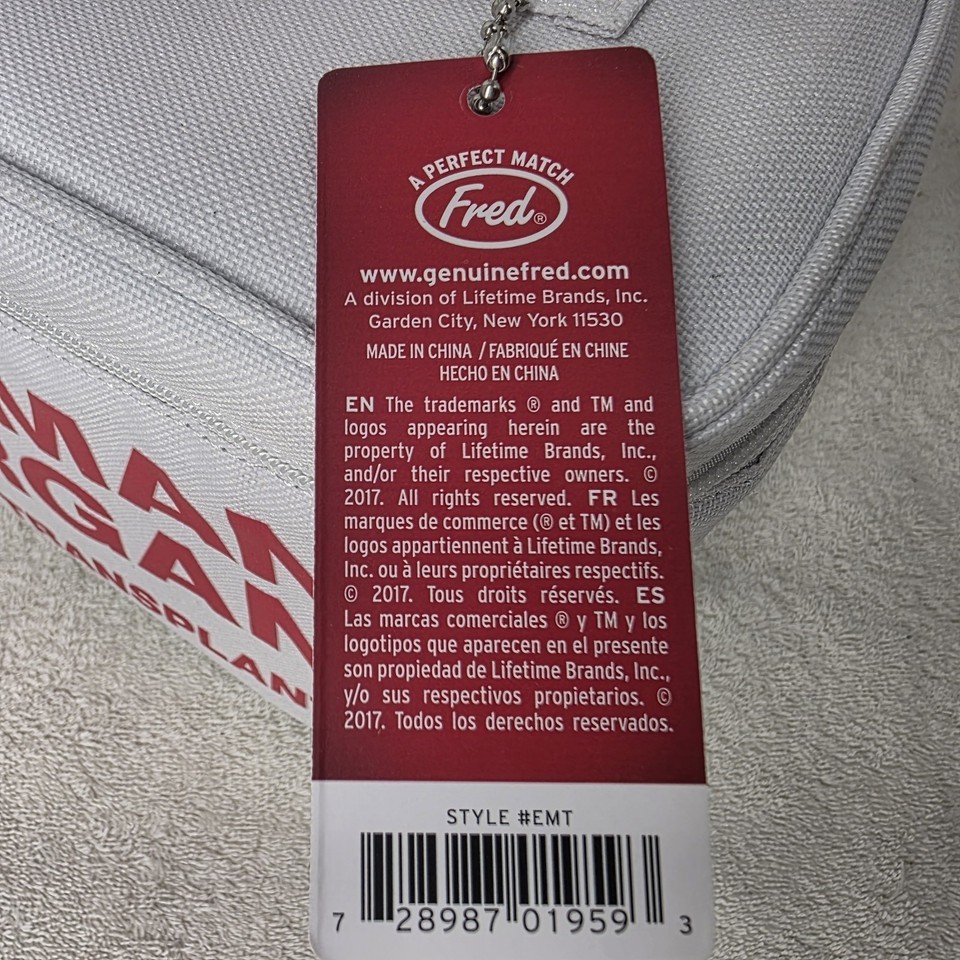 A PERFECT MATCH
Fred®
www.genuinefred.com
A division of Lifetime Brands, Inc.
Garden City, New York 11530
MADE IN CHINA / FABRIQUÉ EN CHINE
HECHO EN CHINA
EN The trademarks ® and TM and
logos appearing herein are the
property of Lifetime Brands, Inc.,
and/or their respective owners. ©
2017. All rights reserved. FR Les
marques de commerce (® et TM) et les
logos appartiennent à Lifetime Brands,
Inc. ou à leurs propriétaires respectifs.
© 2017. Tous droits réservés. ES
Las marcas comerciales ® y TM y los
logotipos que aparecen en el presente
son propiedad de Lifetime Brands, Inc.,
y/o sus respectivos propietarios. ©
2017. Todos los derechos reservados.
STYLE #EMT
7 28987 01959 3
MAN
RGAN
TRANSPLAN